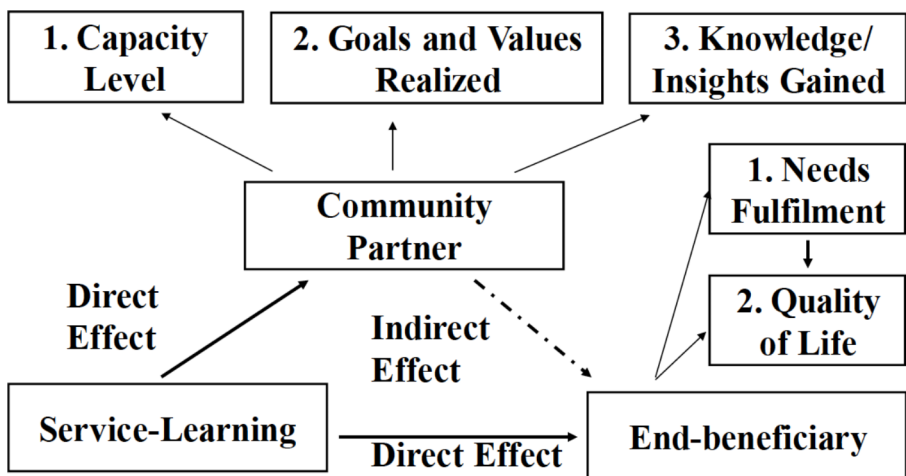 1. Capacity
Level
2. Goals and Values
Realized
3. Knowledge/
Insights Gained
1. Needs
Fulfilment
Community
Partner
2. Quality
of Life
Direct
Effect
Indirect
Effect
Service-Learning
Direct Effect
End-beneficiary